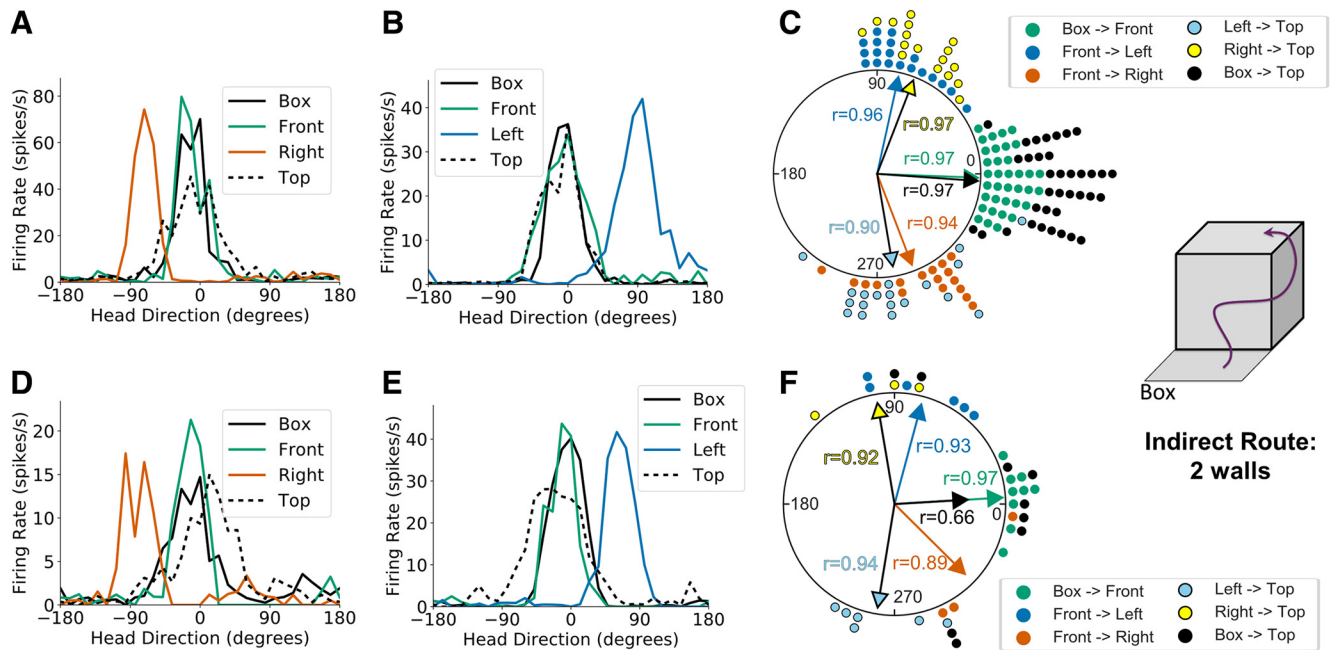 A
Firing Rate (spikes/s)
80
60
40
20
0
−180
−90
0
90
180
Head Direction (degrees)
Box
Front
Right
Top
B
Firing Rate (spikes/s)
40
30
20
10
0
−180
−90
0
90
180
Head Direction (degrees)
Box
Front
Left
Top
C
90
-180
0
270
r=0.96
r=0.97
r=0.97
r=0.97
r=0.90
r=0.94
Box -> Front
Front -> Left
Front -> Right
Left -> Top
Right -> Top
Box -> Top
D
Firing Rate (spikes/s)
20
15
10
5
0
−180
−90
0
90
180
Head Direction (degrees)
Box
Front
Right
Top
E
Firing Rate (spikes/s)
40
30
20
10
0
−180
−90
0
90
180
Head Direction (degrees)
Box
Front
Left
Top
F
90
-180
0
270
r=0.92
r=0.93
r=0.97
r=0.66
r=0.94
r=0.89
Box -> Front
Front -> Left
Front -> Right
Left -> Top
Right -> Top
Box -> Top
Box
Indirect Route:
2 walls